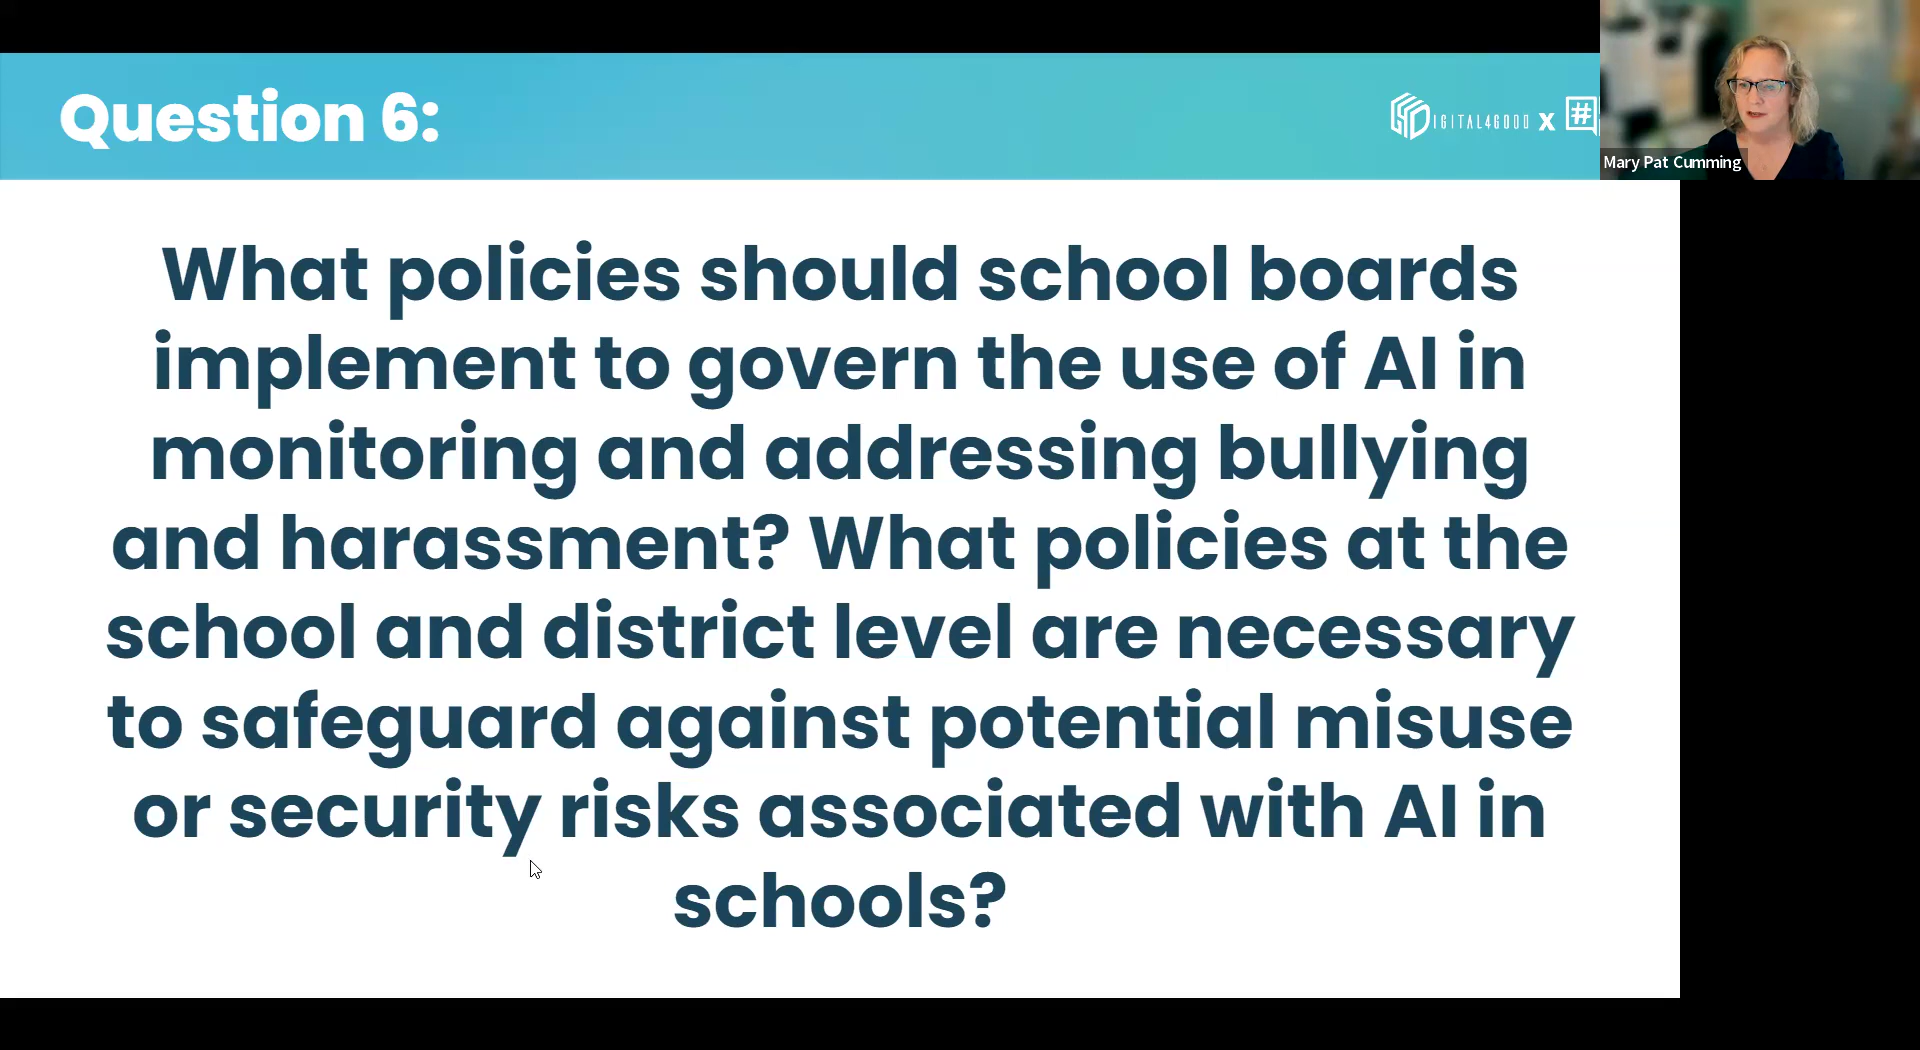 Question 6:
IGITAL4GOOD x #
Mary Pat Cumming
What policies should school boards
implement to govern the use of AI in
monitoring and addressing bullying
and harassment? What policies at the
school and district level are necessary
to safeguard against potential misuse
or security risks associated with AI in
schools?